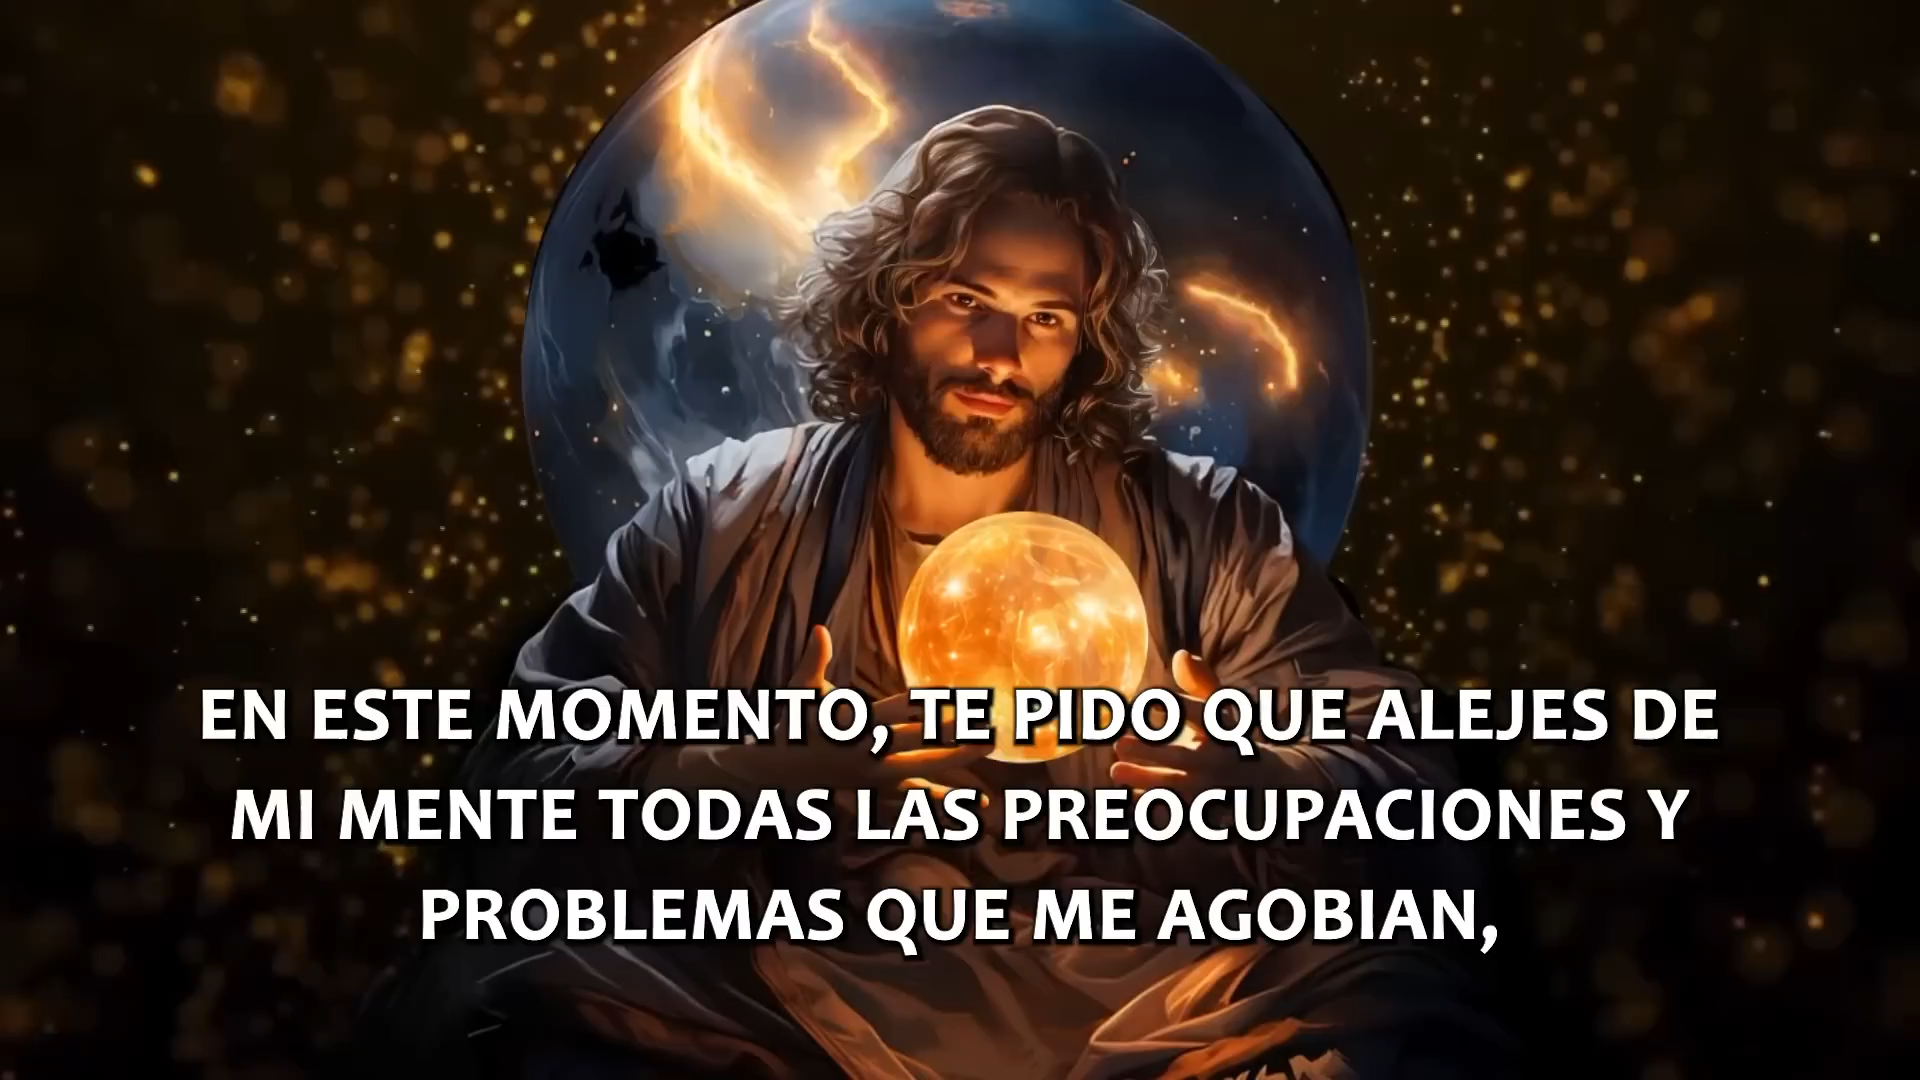 EN ESTE MOMENTO, TE PIDO QUE ALEJES DE
MI MENTE TODAS LAS PREOCUPACIONES Y
PROBLEMAS QUE ME AGOBIAN,